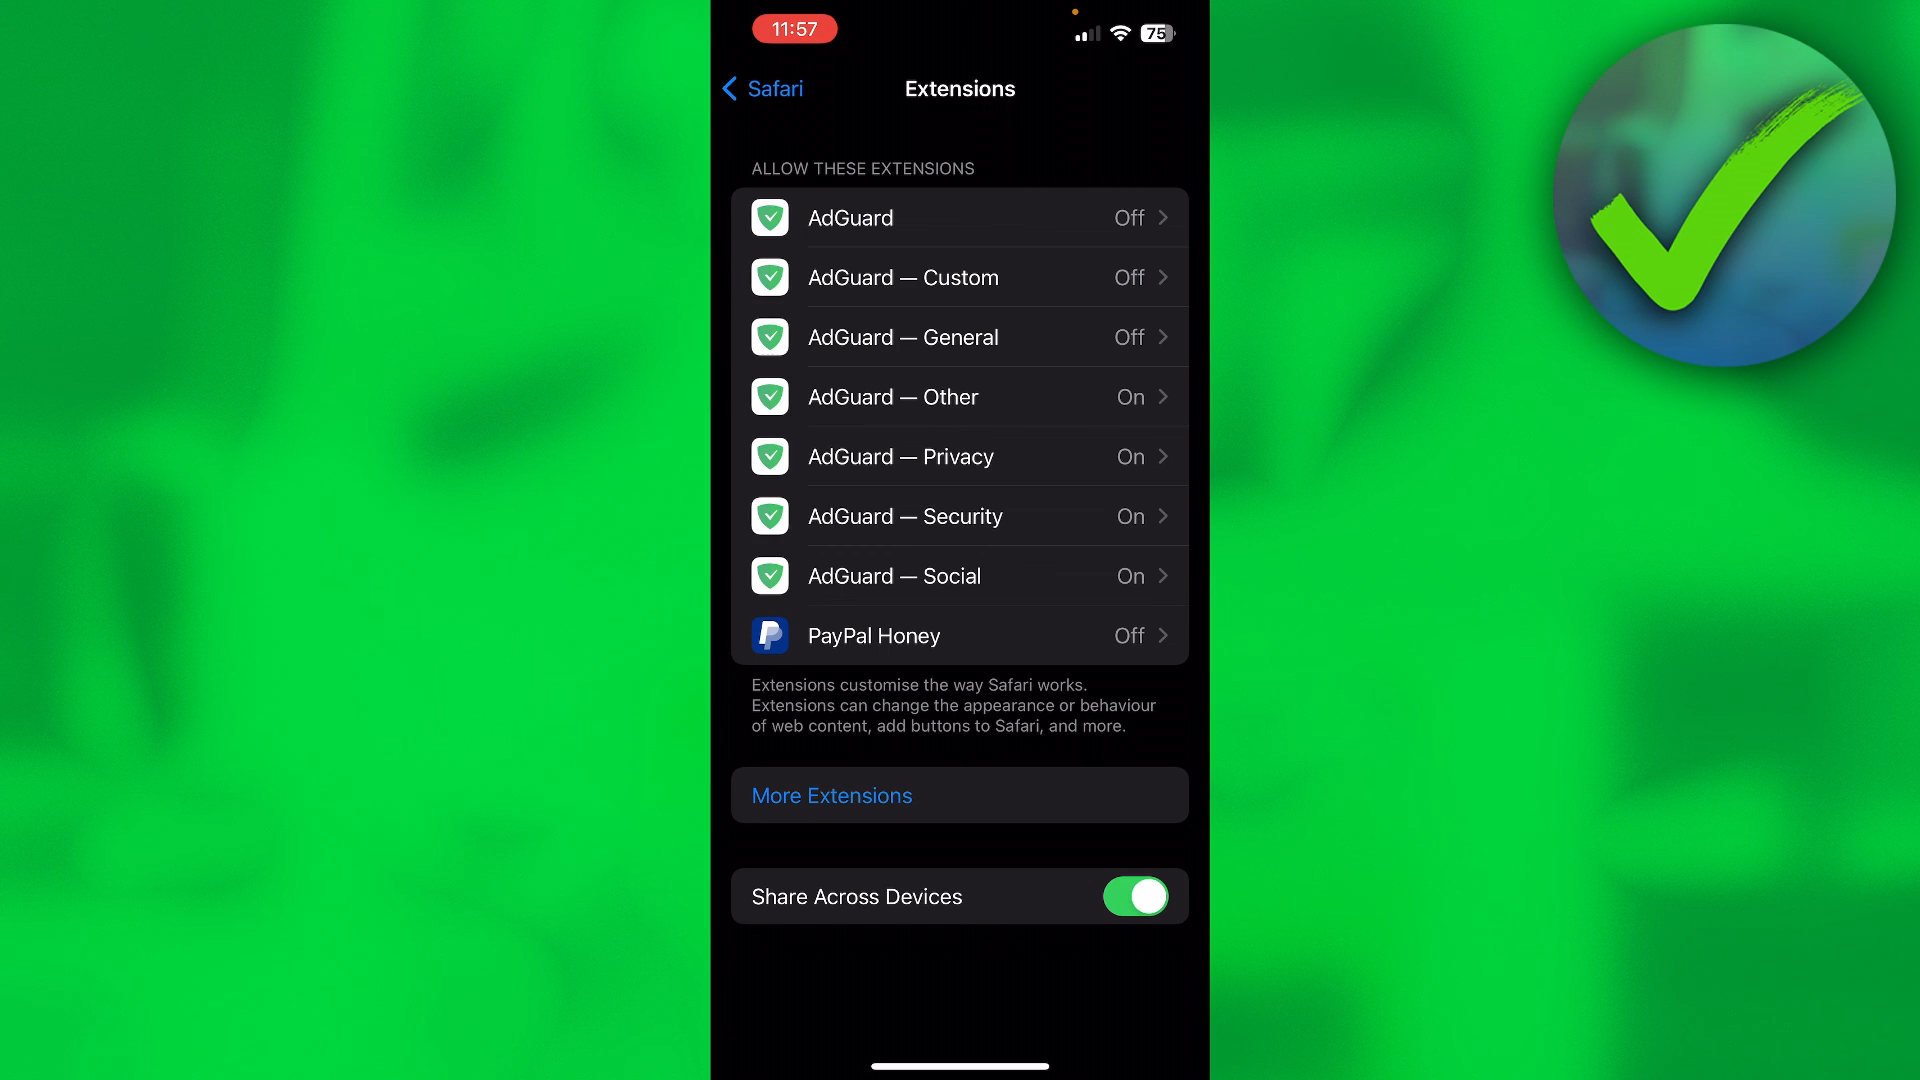 11:57
75
Safari
Extensions
ALLOW THESE EXTENSIONS
AdGuard Off
AdGuard — Custom Off
AdGuard — General Off
AdGuard — Other On
AdGuard — Privacy On
AdGuard — Security On
AdGuard — Social On
PayPal Honey Off
Extensions customise the way Safari works.
Extensions can change the appearance or behaviour
of web content, add buttons to Safari, and more.
More Extensions
Share Across Devices